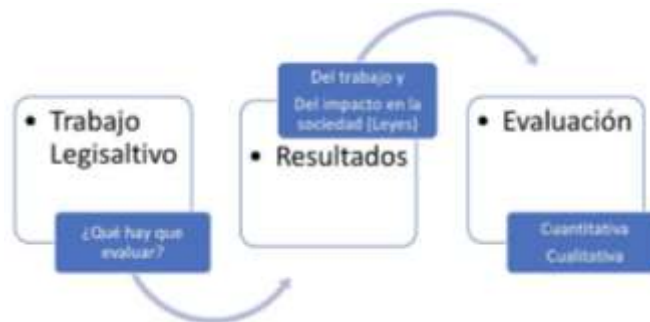 • Trabajo
Legisaltivo
¿Qué hay que
evaluar?
Del trabajo y
Del impacto en la
sociedad (Leyes)
• Resultados
• Evaluación
Cuantitativa
Cualitativa